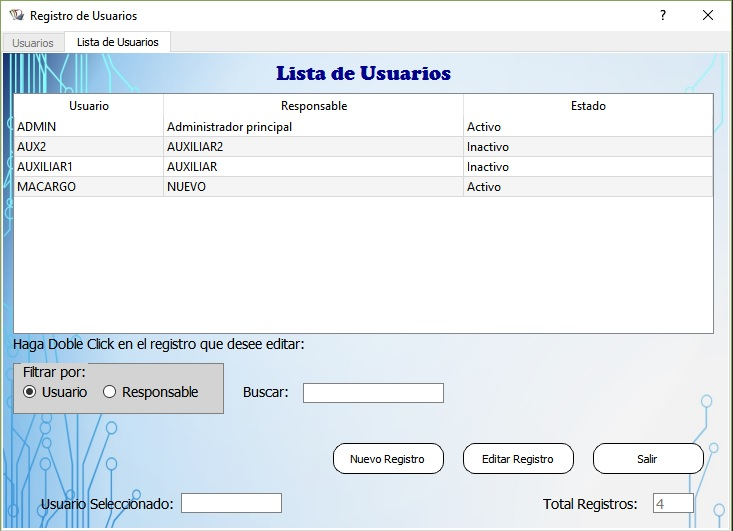 Registro de Usuarios ?
Usuarios Lista de Usuarios
Lista de Usuarios
Usuario Responsable Estado
ADMIN Administrador principal Activo
AUX2 AUXILIAR2 Inactivo
AUXILIAR1 AUXILIAR Inactivo
MACARGO NUEVO Activo
Haga Doble Click en el registro que desee editar:
Filtrar por:
Usuario Responsable Buscar:
Nuevo Registro Editar Registro Salir
Usuario Seleccionado: Total Registros: 4